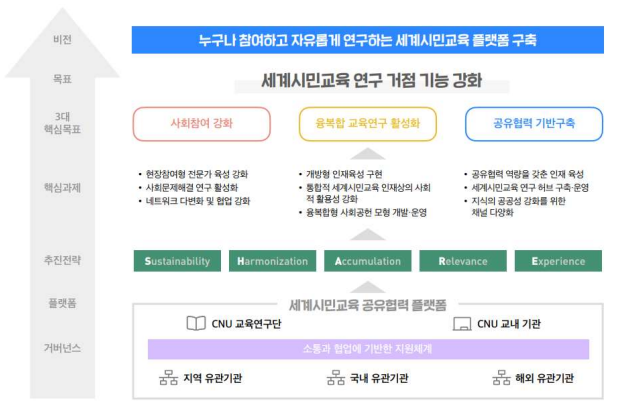 비전
누구나 참여하고 자유롭게 연구하는 세계시민교육 플랫폼 구축
목표
세계시민교육 연구 거점 기능 강화
3대
핵심목표
사회참여 강화
융복합 교육연구 활성화
공유협력 기반구축
핵심과제
• 현장참여형 전문가 육성 강화
• 사회문제해결 연구 활성화
• 네트워크 다변화 및 협업 강화
• 개방형 인재육성 구현
• 통합적 세계시민교육 인재상의 사회
적 활용성 강화
• 융복합형 사회공헌 모형 개발·운영
• 공유협력 역량을 갖춘 인재 육성
• 세계시민교육 연구 허브 구축·운영
• 지식의 공공성 강화를 위한
채널 다양화
추진전략
Sustainability
Harmonization
Accumulation
Relevance
Experience
플랫폼
세계시민교육 공유협력 플랫폼
CNU 교육연구단
CNU 교내 기관
거버넌스
소통과 협업에 기반한 지원체계
지역 유관기관
국내 유관기관
해외 유관기관